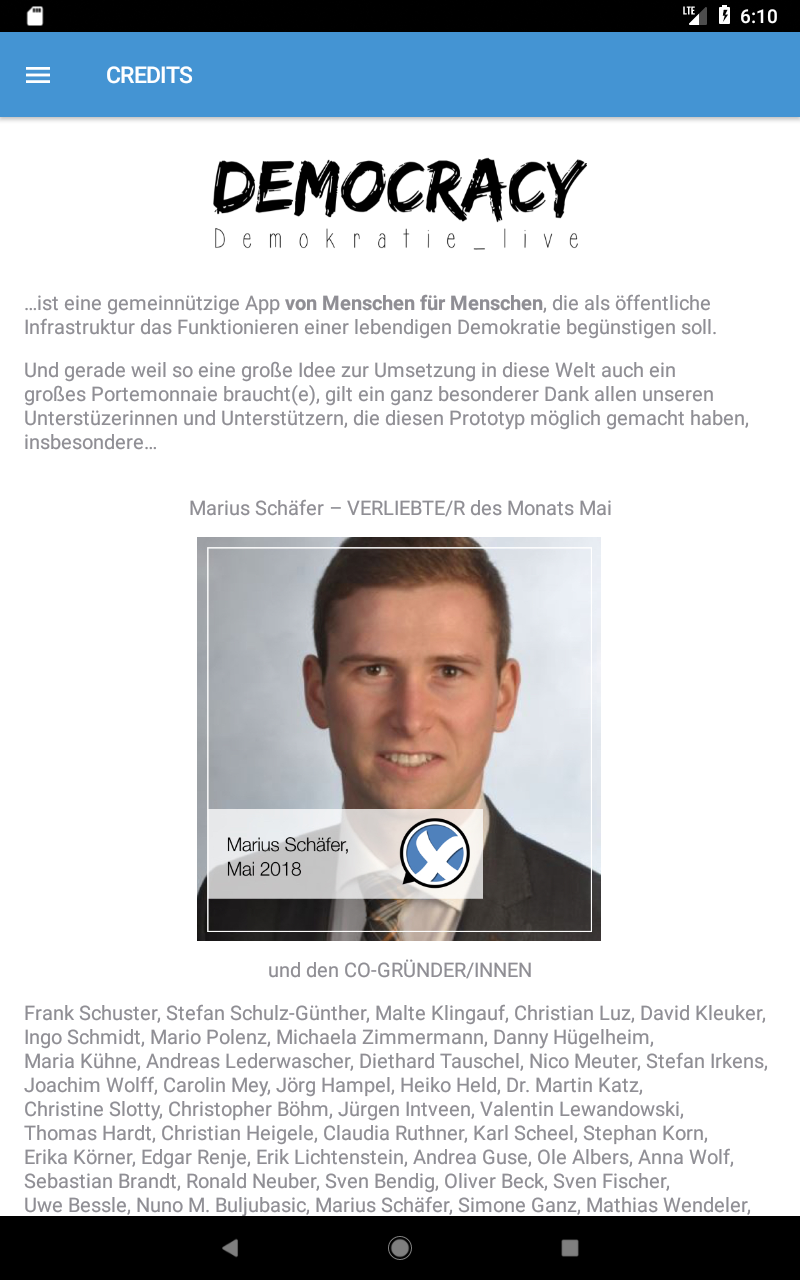 LTE 6:10
CREDITS
DEMOCRACY
Demokratie_live
…ist eine gemeinnützige App von Menschen für Menschen, die als öffentliche
Infrastruktur das Funktionieren einer lebendigen Demokratie begünstigen soll.
Und gerade weil so eine große Idee zur Umsetzung in diese Welt auch ein
großes Portemonnaie braucht(e), gilt ein ganz besonderer Dank allen unseren
Unterstüzerinnen und Unterstützern, die diesen Prototyp möglich gemacht haben,
insbesondere…
Marius Schäfer – VERLIEBTE/R des Monats Mai
Marius Schäfer,
Mai 2018
und den CO-GRÜNDER/INNEN
Frank Schuster, Stefan Schulz-Günther, Malte Klingauf, Christian Luz, David Kleuker,
Ingo Schmidt, Mario Polenz, Michaela Zimmermann, Danny Hügelheim,
Maria Kühne, Andreas Lederwascher, Diethard Tauschel, Nico Meuter, Stefan Irkens,
Joachim Wolff, Carolin Mey, Jörg Hampel, Heiko Held, Dr. Martin Katz,
Christine Slotty, Christopher Böhm, Jürgen Intveen, Valentin Lewandowski,
Thomas Hardt, Christian Heigele, Claudia Ruthner, Karl Scheel, Stephan Korn,
Erika Körner, Edgar Renje, Erik Lichtenstein, Andrea Guse, Ole Albers, Anna Wolf,
Sebastian Brandt, Ronald Neuber, Sven Bendig, Oliver Beck, Sven Fischer,
Uwe Bessle, Nuno M. Buljubasic, Marius Schäfer, Simone Ganz, Mathias Wendeler,